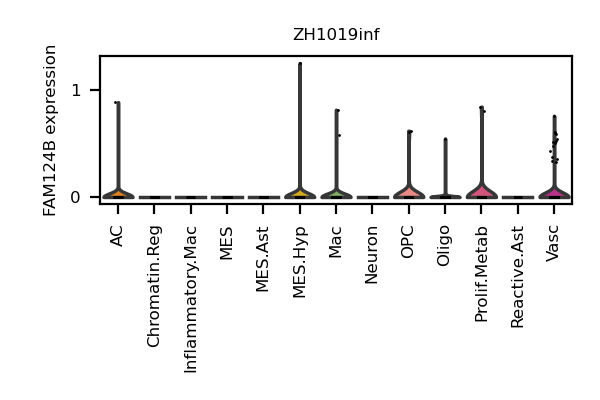 ZH1019inf
FAM124B expression
1
0
AC
Chromatin.Reg
Inflammatory.Mac
MES
MES.Ast
MES.Hyp
Mac
Neuron
OPC
Oligo
Prolif.Metab
Reactive.Ast
Vasc